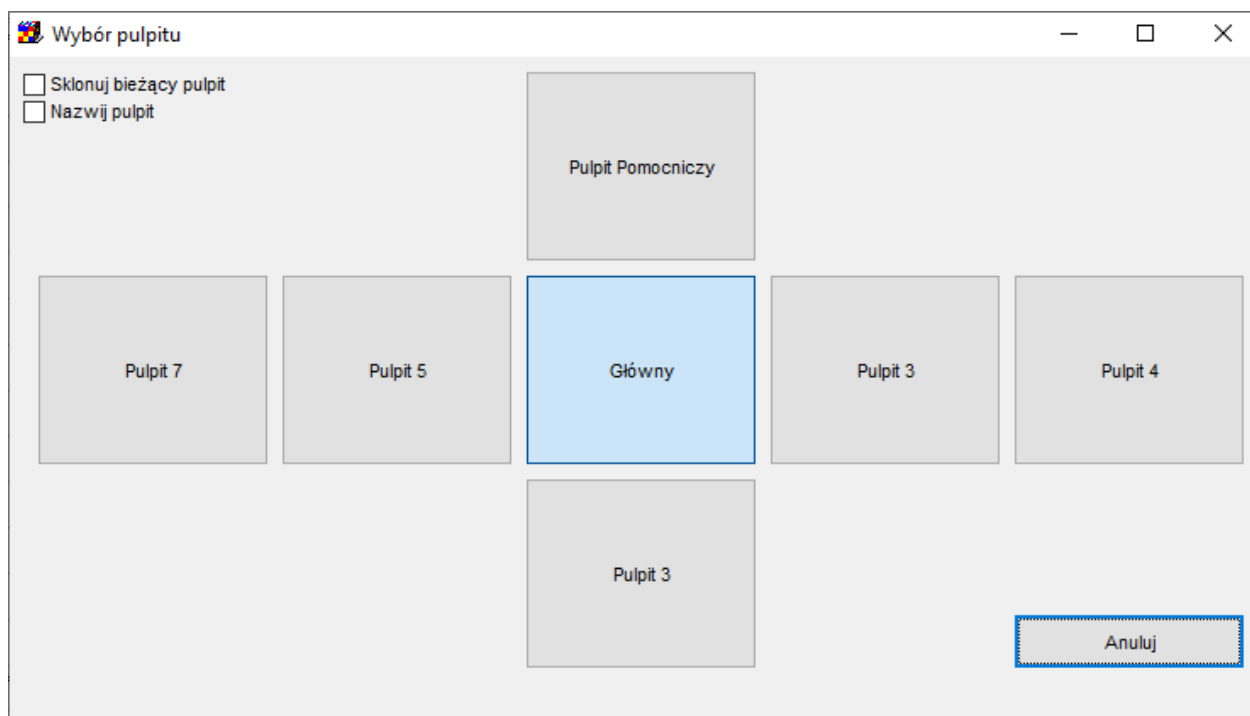 Wybór pulpitu
Sklonuj bieżący pulpit
Nazwij pulpit
Pulpit Pomocniczy
Pulpit 7
Pulpit 5
Główny
Pulpit 3
Pulpit 4
Pulpit 3
Anuluj